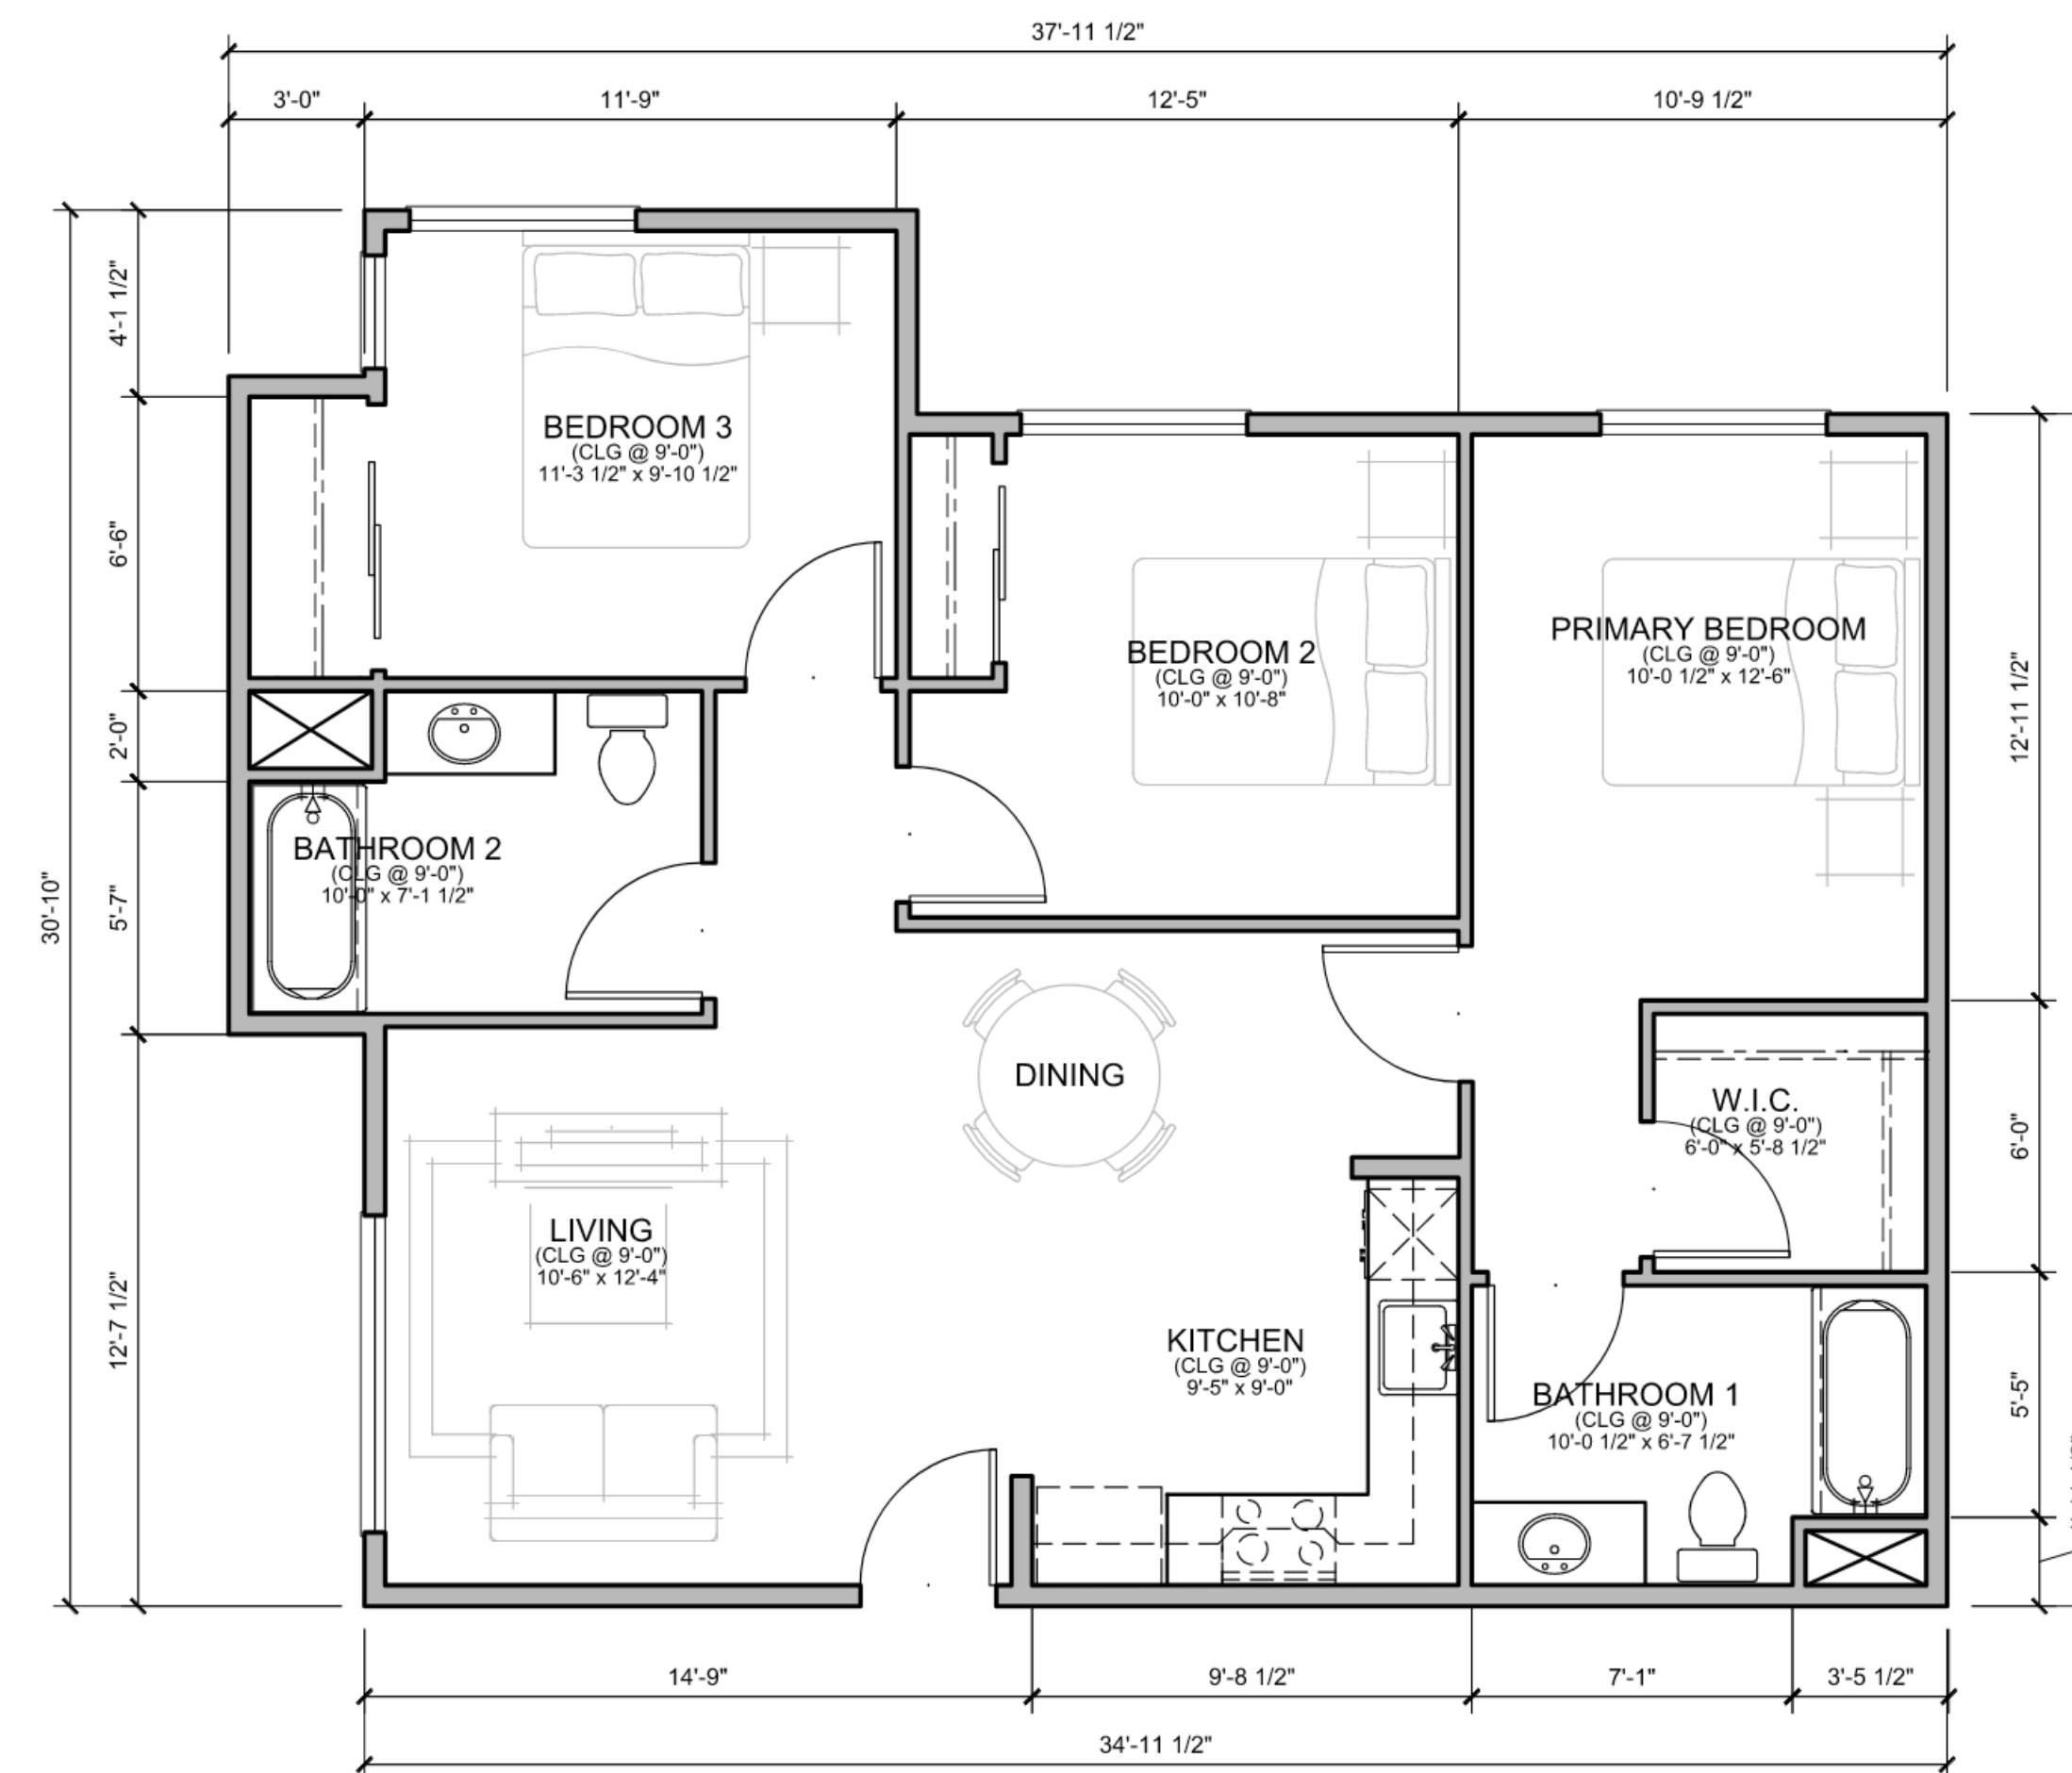 37'-11 1/2"
3'-0"
11'-9"
12'-5"
10'-9 1/2"
4'-1 1/2"
6'-6"
2'-0"
5'-7"
12'-7 1/2"
30'-10"
BEDROOM 3
(CLG @ 9'-0")
11'-3 1/2" x 9'-10 1/2"
BEDROOM 2
(CLG @ 9'-0")
10'-0" x 10'-8"
PRIMARY BEDROOM
(CLG @ 9'-0")
10'-0 1/2" x 12'-6"
12'-11 1/2"
BATHROOM 2
(CLG @ 9'-0")
10'-0" x 7'-1 1/2"
DINING
W.I.C.
(CLG @ 9'-0")
6'-0" x 5'-8 1/2"
6'-0"
LIVING
(CLG @ 9'-0")
10'-6" x 12'-4"
KITCHEN
(CLG @ 9'-0")
9'-5" x 9'-0"
BATHROOM 1
(CLG @ 9'-0")
10'-0 1/2" x 6'-7 1/2"
5'-5"
14'-9"
9'-8 1/2"
7'-1"
3'-5 1/2"
34'-11 1/2"